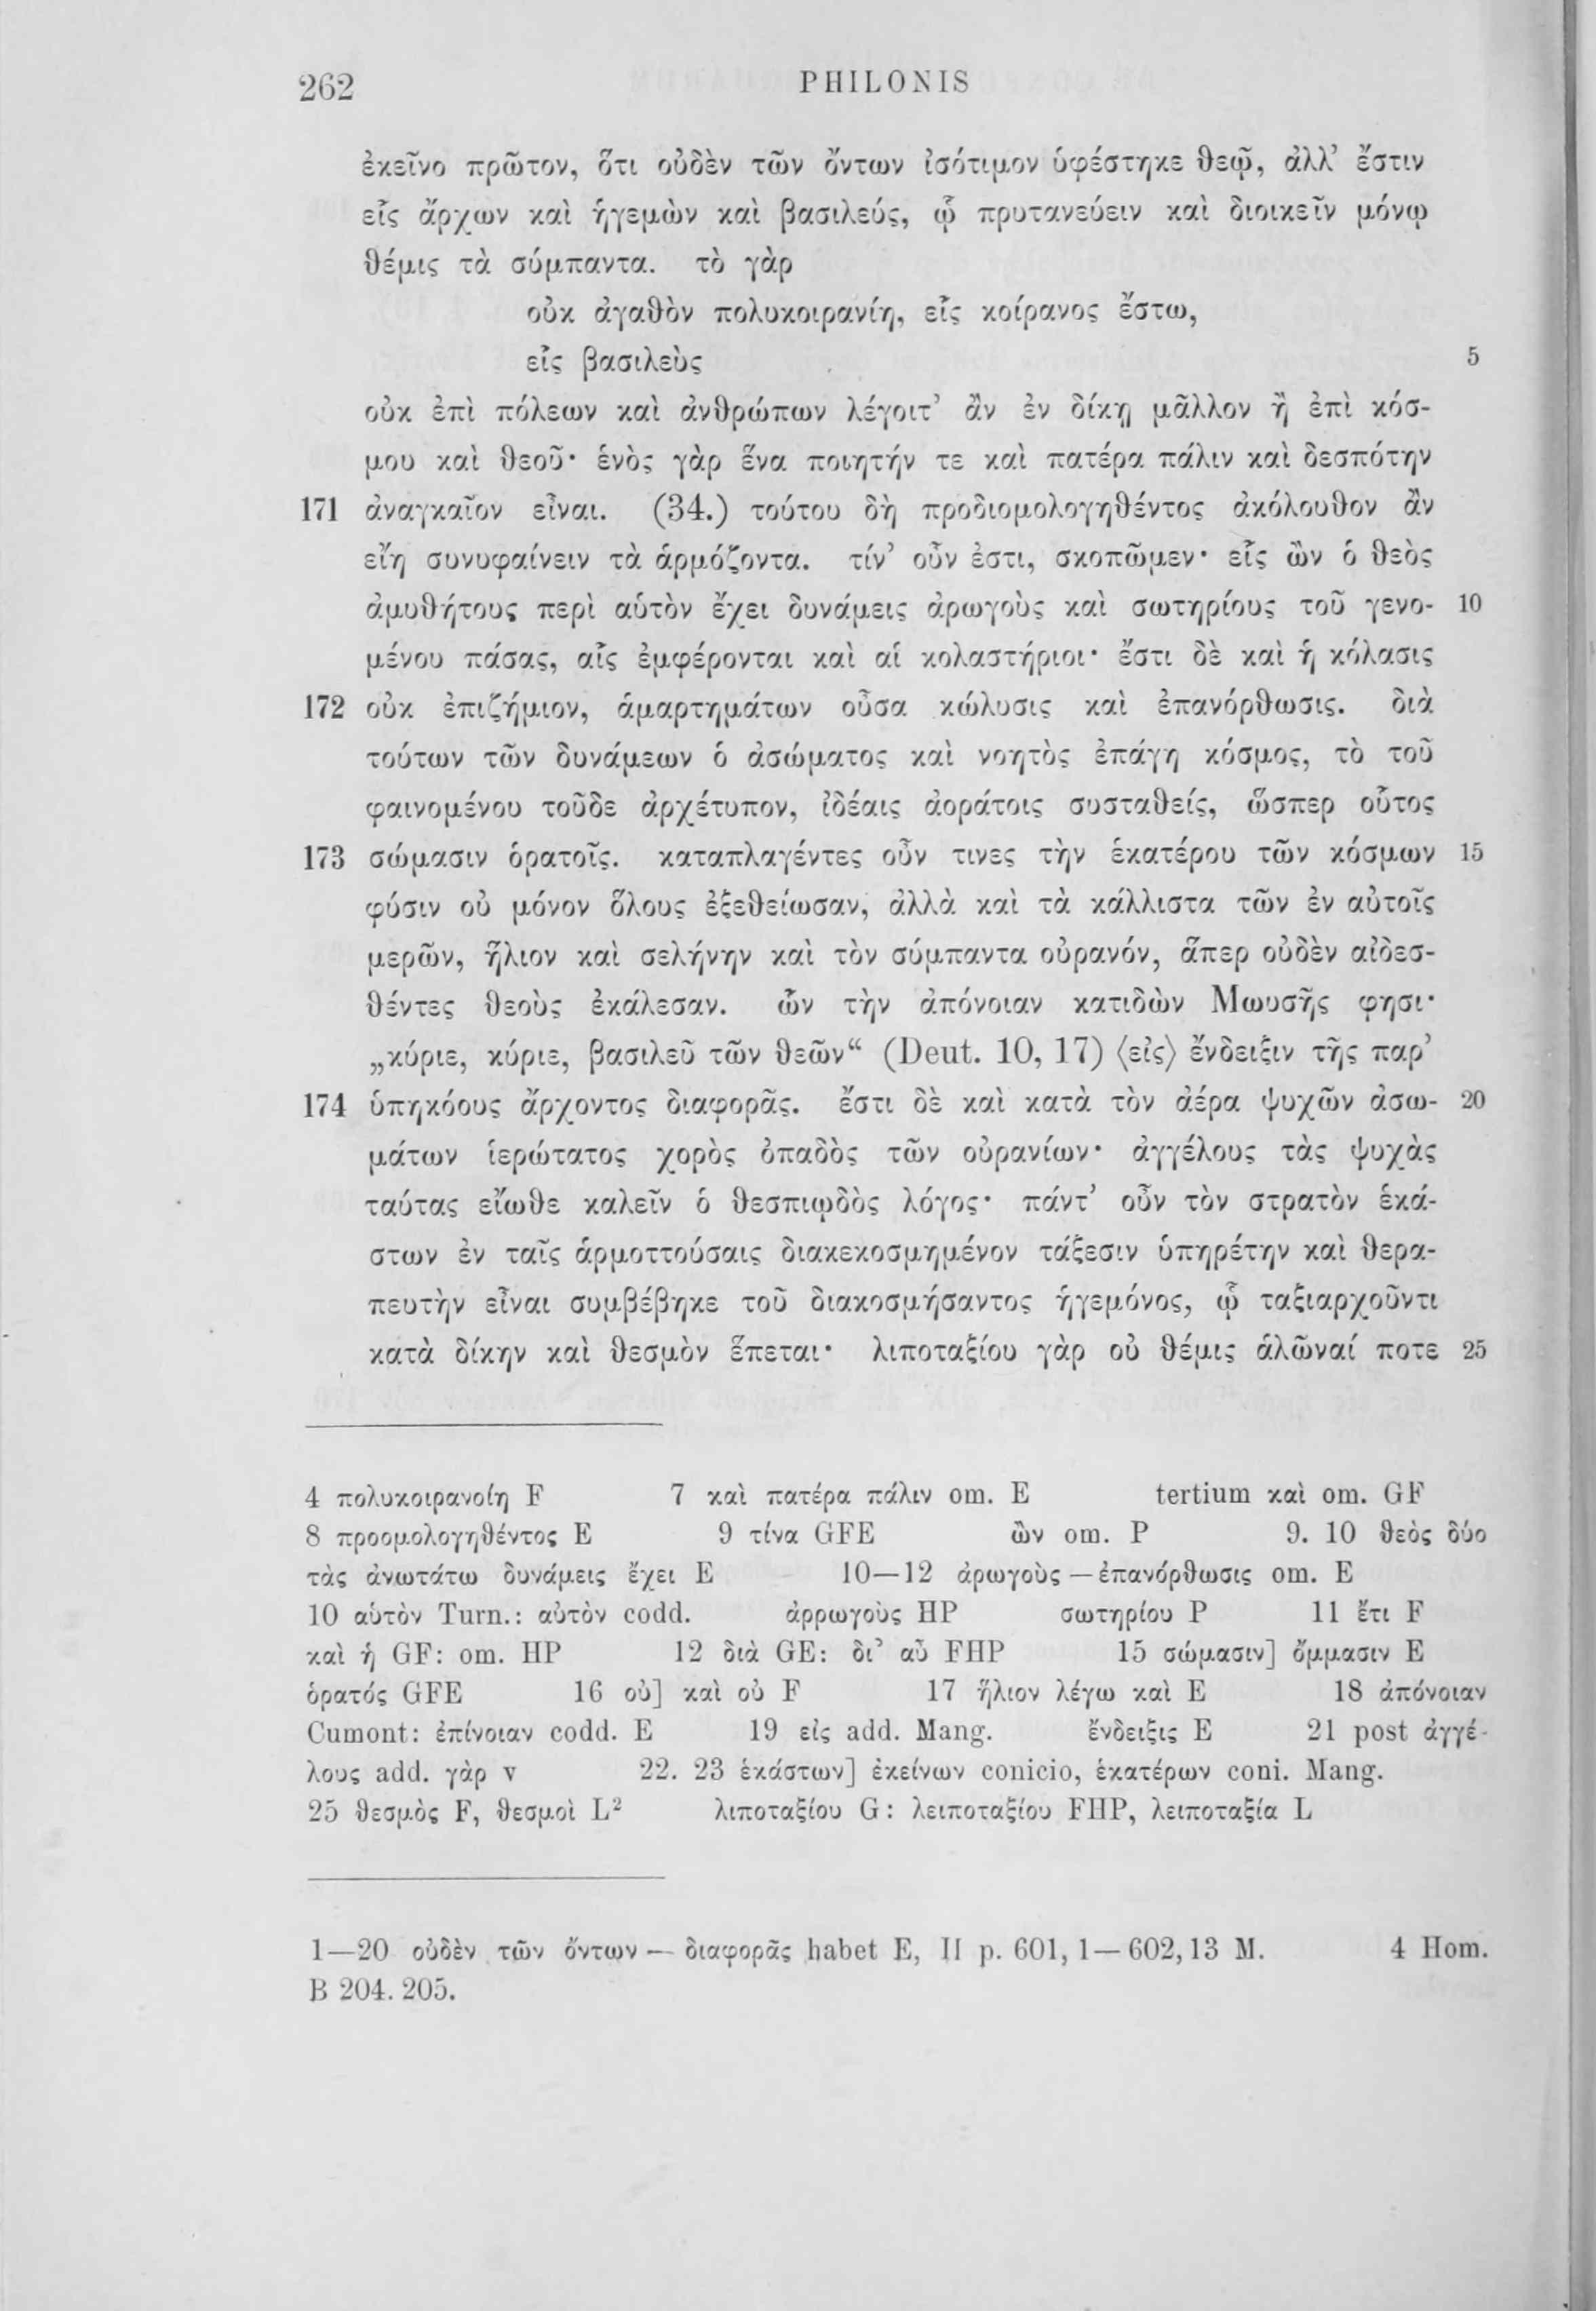 262 PHILONIS
ἐκεῖνο πρῶτον, ὅτι οὐδὲν τῶν ὄντων ἰσότιμον ὑφέστηκε θεῷ, ἀλλ’ ἔστιν
εἷς ἄρχων καὶ ἡγεμὼν καὶ βασιλεύς, ᾧ πρυτανεύειν καὶ διοικεῖν μόνῳ
θέμις τὰ σύμπαντα. τὸ γὰρ
οὐκ ἀγαθὸν πολυκοιρανίη, εἷς κοίρανος ἔστω,
εἷς βασιλεὺς 5
οὐκ ἐπὶ πόλεων καὶ ἀνθρώπων λέγοιτ’ ἂν ἐν δίκῃ μᾶλλον ἢ ἐπὶ κόσ-
μου καὶ θεοῦ· ἑνὸς γὰρ ἕνα ποιητήν τε καὶ πατέρα πάλιν καὶ δεσπότην
171 ἀναγκαῖον εἶναι. (34.) τούτου δὴ προδιομολογηθέντος ἀκόλουθον ἂν
εἴη συνυφαίνειν τὰ ἁρμόζοντα. τίν’ οὖν ἐστι, σκοπῶμεν· εἷς ὢν ὁ θεὸς
ἀμυθήτους περὶ αὑτὸν ἔχει δυνάμεις ἀρωγοὺς καὶ σωτηρίους τοῦ γενο- 10
μένου πάσας, αἷς ἐμφέρονται καὶ αἱ κολαστήριοι· ἔστι δὲ καὶ ἡ κόλασις
172 οὐκ ἐπιζήμιον, ἁμαρτημάτων οὖσα κώλυσις καὶ ἐπανόρθωσις. διὰ
τούτων τῶν δυνάμεων ὁ ἀσώματος καὶ νοητὸς ἐπάγη κόσμος, τὸ τοῦ
φαινομένου τοῦδε ἀρχέτυπον, ἰδέαις ἀοράτοις συσταθείς, ὥσπερ οὗτος
173 σώμασιν ὁρατοῖς. καταπλαγέντες οὖν τινες τὴν ἑκατέρου τῶν κόσμων 15
φύσιν οὐ μόνον ὅλους ἐξεθείωσαν, ἀλλὰ καὶ τὰ κάλλιστα τῶν ἐν αὐτοῖς
μερῶν, ἥλιον καὶ σελήνην καὶ τὸν σύμπαντα οὐρανόν, ἅπερ οὐδὲν αἰδεσ-
θέντες θεοὺς ἐκάλεσαν. ὧν τὴν ἀπόνοιαν κατιδὼν Μωυσῆς φησι·
„κύριε, κύριε, βασιλεῦ τῶν θεῶν“ (Deut. 10, 17) ⟨εἰς⟩ ἔνδειξιν τῆς παρ’
174 ὑπηκόους ἄρχοντος διαφορᾶς. ἔστι δὲ καὶ κατὰ τὸν ἀέρα ψυχῶν ἀσω- 20
μάτων ἱερώτατος χορὸς ὀπαδὸς τῶν οὐρανίων· ἀγγέλους τὰς ψυχὰς
ταύτας εἴωθε καλεῖν ὁ θεσπιῳδὸς λόγος· πάντ’ οὖν τὸν στρατὸν ἑκά-
στων ἐν ταῖς ἁρμοττούσαις διακεκοσμημένον τάξεσιν ὑπηρέτην καὶ θερα-
πευτὴν εἶναι συμβέβηκε τοῦ διακοσμήσαντος ἡγεμόνος, ᾧ ταξιαρχοῦντι
κατὰ δίκην καὶ θεσμὸν ἕπεται· λιποταξίου γὰρ οὐ θέμις ἁλῶναί ποτε 25
4 πολυκοιρανοίη F 7 καὶ πατέρα πάλιν om. E tertium καὶ om. GF
8 προομολογηθέντος E 9 τίνα GFE ὢν om. P 9. 10 θεὸς δύο
τὰς ἀνωτάτω δυνάμεις ἔχει E 10—12 ἀρωγοὺς — ἐπανόρθωσις om. E
10 αὑτὸν Turn.: αὐτὸν codd. ἀρρωγοὺς HP σωτηρίου P 11 ἔτι F
καὶ ἡ GF: om. HP 12 διὰ GE: δι’ αὖ FHP 15 σώμασιν] ὄμμασιν E
ὁρατός GFE 16 οὐ] καὶ οὐ F 17 ἥλιον λέγω καὶ E 18 ἀπόνοιαν
Cumont: ἐπίνοιαν codd. E 19 εἰς add. Mang. ἔνδειξις E 21 post ἀγγέ-
λους add. γὰρ v 22. 23 ἑκάστων] ἐκείνων conicio, ἑκατέρων coni. Mang.
25 θεσμὸς F, θεσμοὶ L² λιποταξίου G: λειποταξίου FHP, λειποταξία L
1—20 οὐδὲν τῶν ὄντων — διαφορᾶς habet E, II p. 601, 1—602, 13 M. 4 Hom.
B 204. 205.